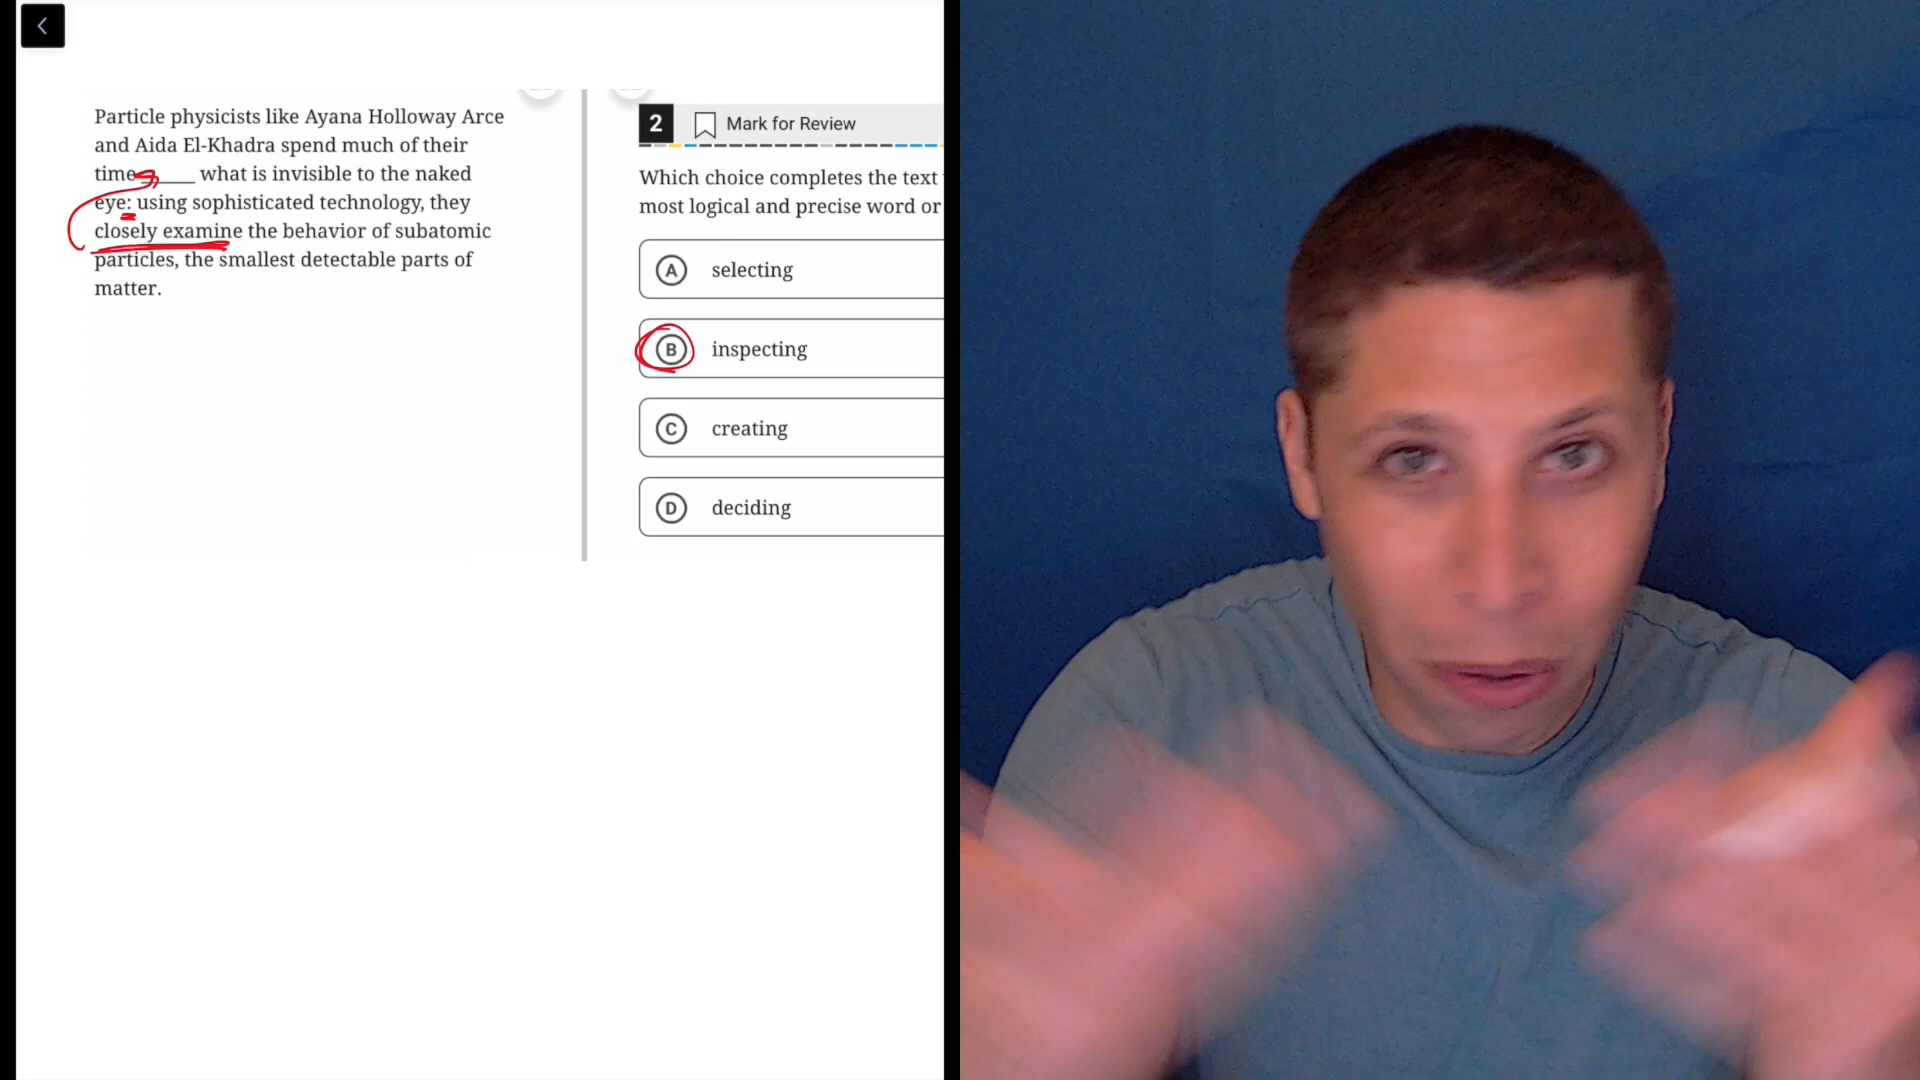 Particle physicists like Ayana Holloway Arce
and Aida El-Khadra spend much of their
time ____ what is invisible to the naked
eye: using sophisticated technology, they
closely examine the behavior of subatomic
particles, the smallest detectable parts of
matter.
2 Mark for Review
Which choice completes the text
most logical and precise word or
A selecting
B inspecting
C creating
D deciding